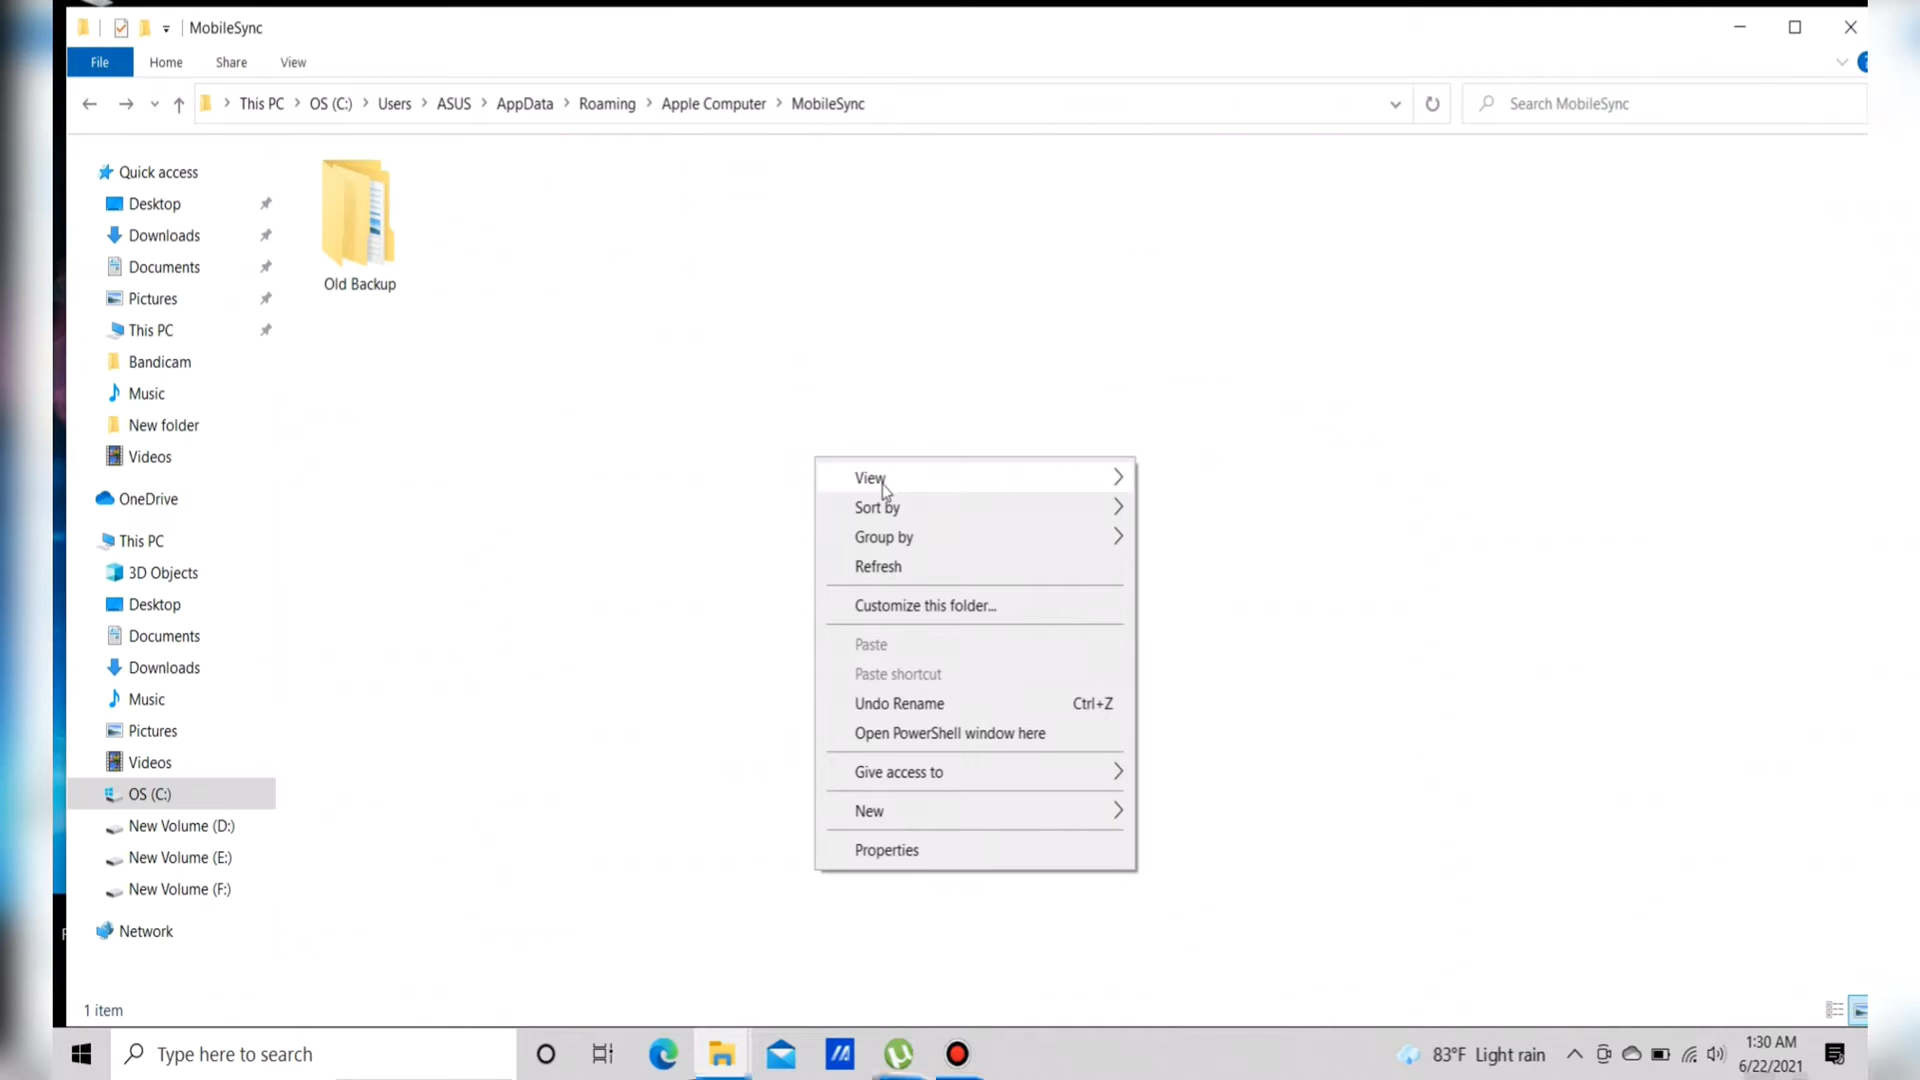 MobileSync
File Home Share View
This PC OS (C:) Users ASUS AppData Roaming Apple Computer MobileSync
Search MobileSync
Quick access
Desktop
Downloads
Documents
Pictures
This PC
Bandicam
Music
New folder
Videos
OneDrive
This PC
3D Objects
Desktop
Documents
Downloads
Music
Pictures
Videos
OS (C:)
New Volume (D:)
New Volume (E:)
New Volume (F:)
Network
Old Backup
View
Sort by
Group by
Refresh
Customize this folder...
Paste
Paste shortcut
Undo Rename Ctrl+Z
Open PowerShell window here
Give access to
New
Properties
1 item
Type here to search
83°F Light rain
1:30 AM
6/22/2021